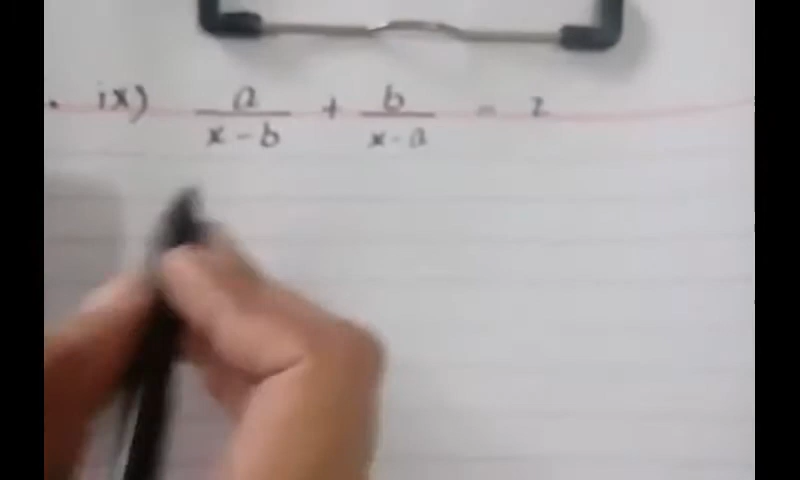 ix) a/(x-b) + b/(x-a) = 2